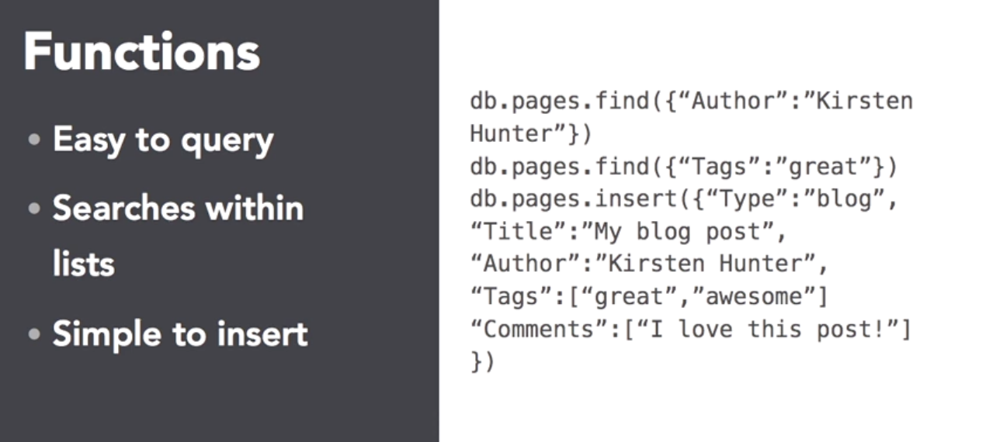 Functions
• Easy to query
• Searches within
lists
• Simple to insert
db.pages.find({“Author”:”Kirsten
Hunter”})
db.pages.find({“Tags”:”great”})
db.pages.insert({“Type”:”blog”,
“Title”:”My blog post”,
“Author”:”Kirsten Hunter”,
“Tags”:[“great”,”awesome”]
“Comments”:[“I love this post!”]
})